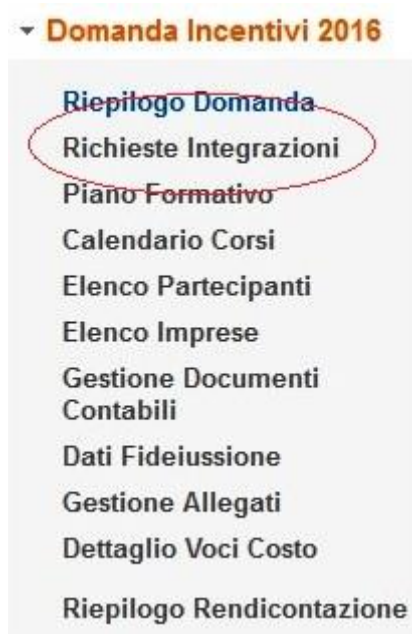 Domanda Incentivi 2016
Riepilogo Domanda
Richieste Integrazioni
Piano Formativo
Calendario Corsi
Elenco Partecipanti
Elenco Imprese
Gestione Documenti
Contabili
Dati Fideiussione
Gestione Allegati
Dettaglio Voci Costo
Riepilogo Rendicontazione